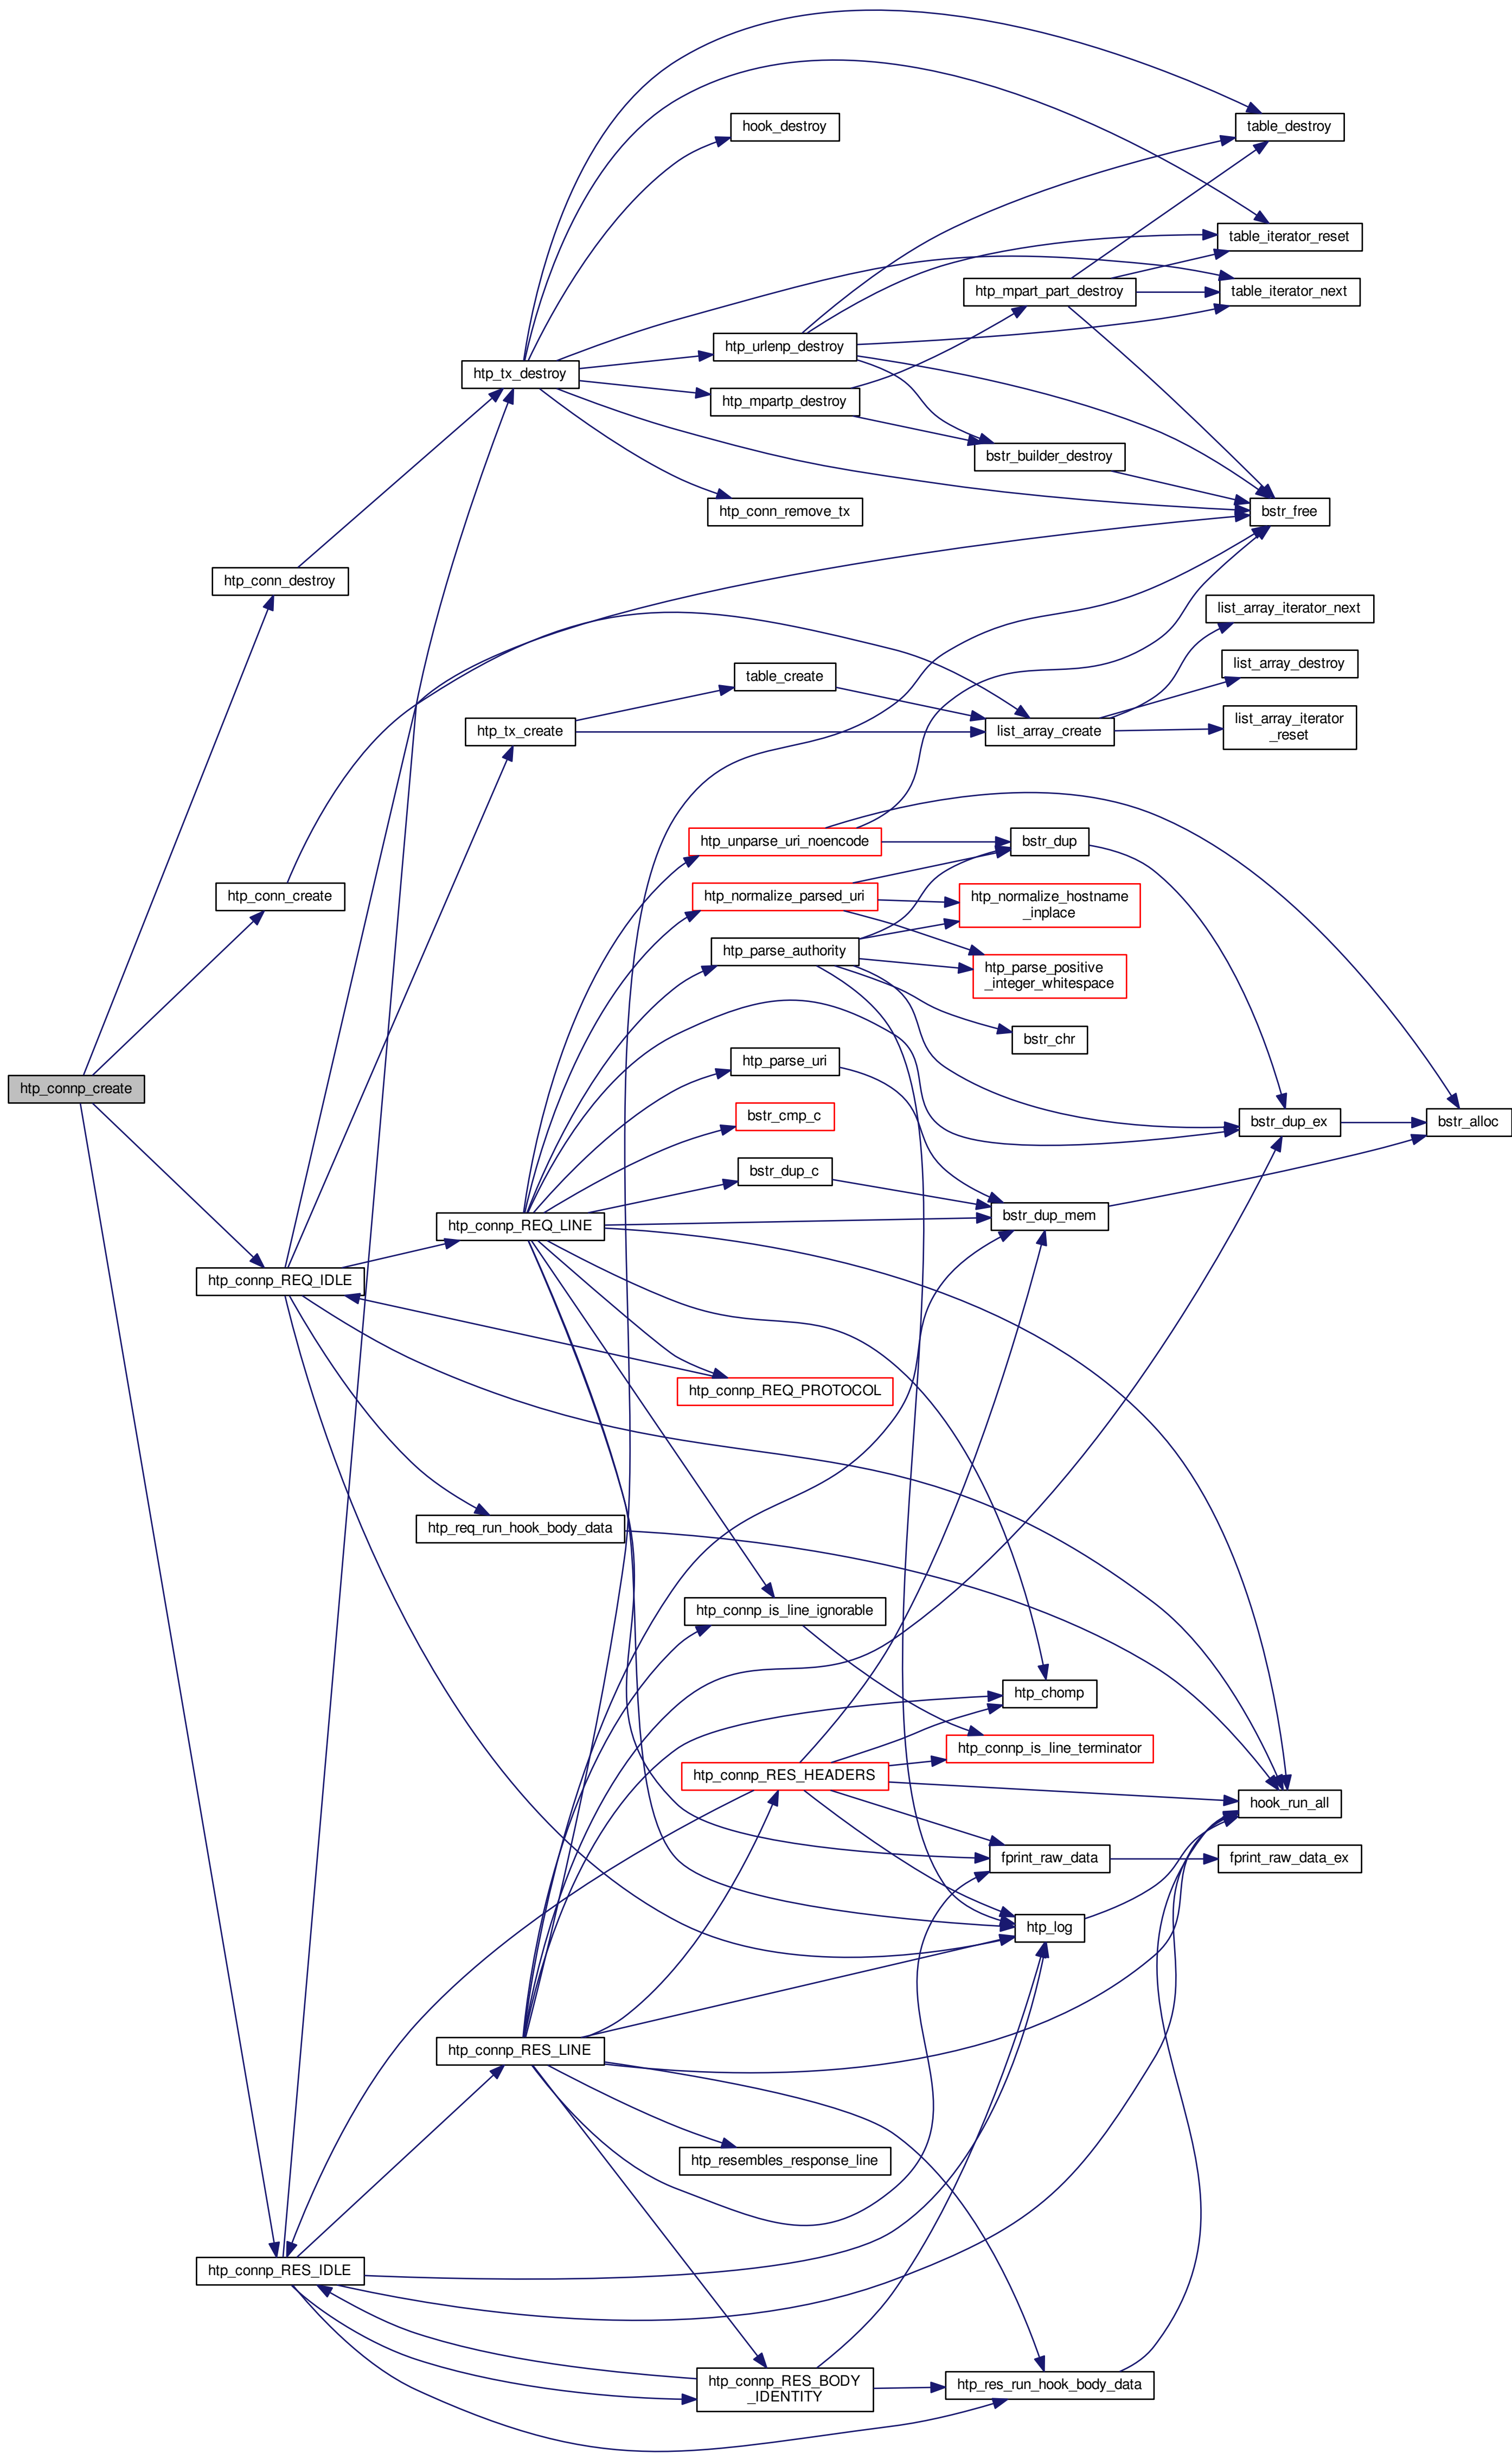 hook_destroy
table_destroy
table_iterator_reset
htp_mpart_part_destroy
table_iterator_next
htp_urlenp_destroy
htp_tx_destroy
htp_mpartp_destroy
bstr_builder_destroy
htp_conn_remove_tx
bstr_free
htp_conn_destroy
list_array_iterator_next
list_array_destroy
table_create
htp_tx_create
list_array_create
list_array_iterator
_reset
htp_unparse_uri_noencode
bstr_dup
htp_conn_create
htp_normalize_parsed_uri
htp_normalize_hostname
_inplace
htp_parse_authority
htp_parse_positive
_integer_whitespace
bstr_chr
htp_connp_create
htp_parse_uri
bstr_cmp_c
bstr_dup_ex
bstr_alloc
bstr_dup_c
htp_connp_REQ_LINE
bstr_dup_mem
htp_connp_REQ_IDLE
htp_connp_REQ_PROTOCOL
htp_req_run_hook_body_data
htp_connp_is_line_ignorable
htp_chomp
htp_connp_is_line_terminator
htp_connp_RES_HEADERS
hook_run_all
fprint_raw_data
fprint_raw_data_ex
htp_log
htp_connp_RES_LINE
htp_resembles_response_line
htp_connp_RES_IDLE
htp_connp_RES_BODY
_IDENTITY
htp_res_run_hook_body_data